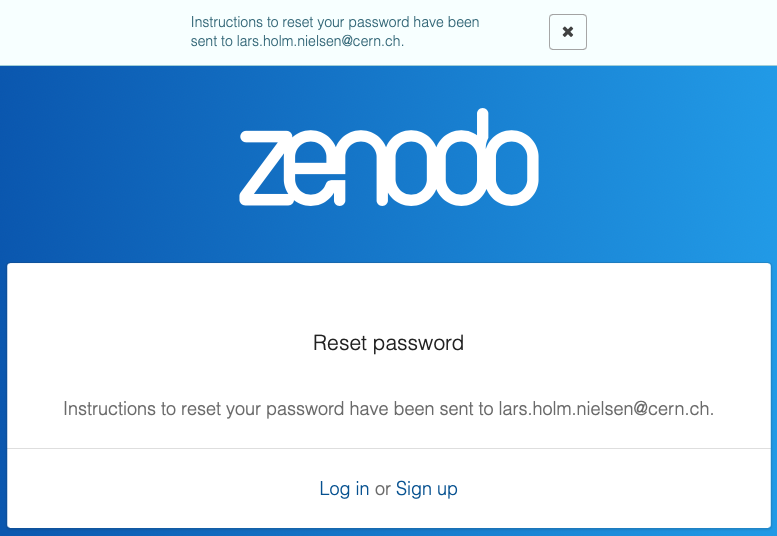 Instructions to reset your password have been
sent to lars.holm.nielsen@cern.ch.
zenodo
Reset password
Instructions to reset your password have been sent to lars.holm.nielsen@cern.ch.
Log in or Sign up